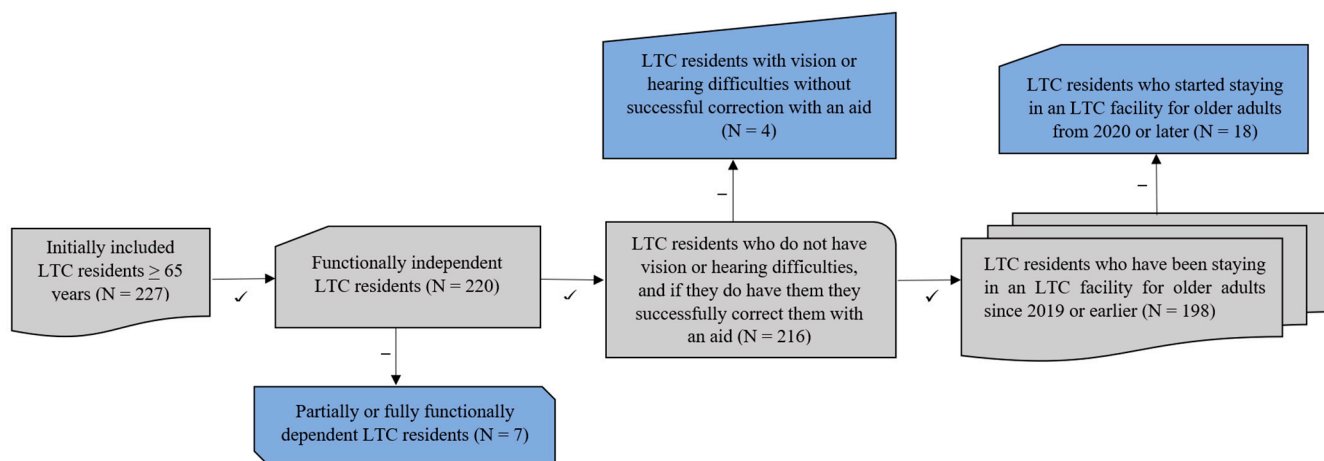 LTC residents with vision or
hearing difficulties without
successful correction with an aid
(N = 4)
LTC residents who started staying
in an LTC facility for older adults
from 2020 or later (N = 18)
–
–
Initially included
LTC residents ≥ 65
years (N = 227)
✓
Functionally independent
LTC residents (N = 220)
✓
LTC residents who do not have
vision or hearing difficulties,
and if they do have them they
successfully correct them with
an aid (N = 216)
✓
LTC residents who have been staying
in an LTC facility for older adults
since 2019 or earlier (N = 198)
–
Partially or fully functionally
dependent LTC residents (N = 7)